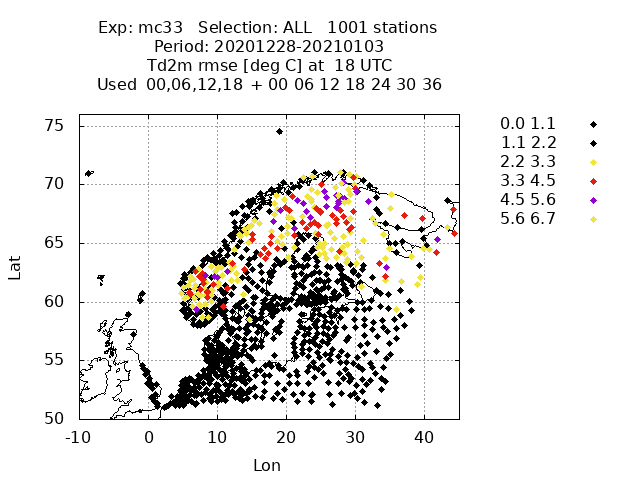 Exp: mc33 Selection: ALL 1001 stations
Period: 20201228-20210103
Td2m rmse [deg C] at 18 UTC
Used 00,06,12,18 + 00 06 12 18 24 30 36
0.0 1.1
1.1 2.2
2.2 3.3
3.3 4.5
4.5 5.6
5.6 6.7
75
70
65
60
55
50
Lat
-10 0 10 20 30 40
Lon